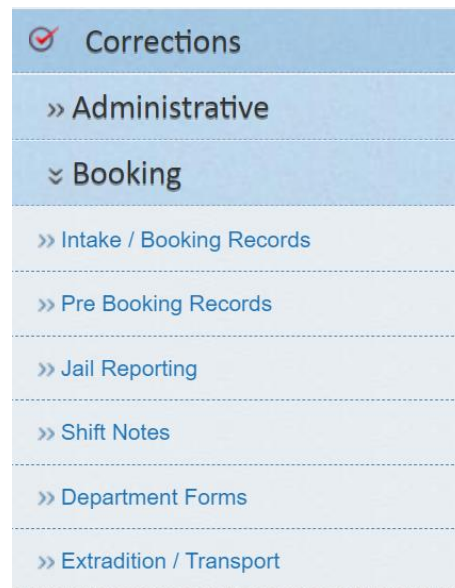 Corrections
Administrative
Booking
Intake / Booking Records
Pre Booking Records
Jail Reporting
Shift Notes
Department Forms
Extradition / Transport